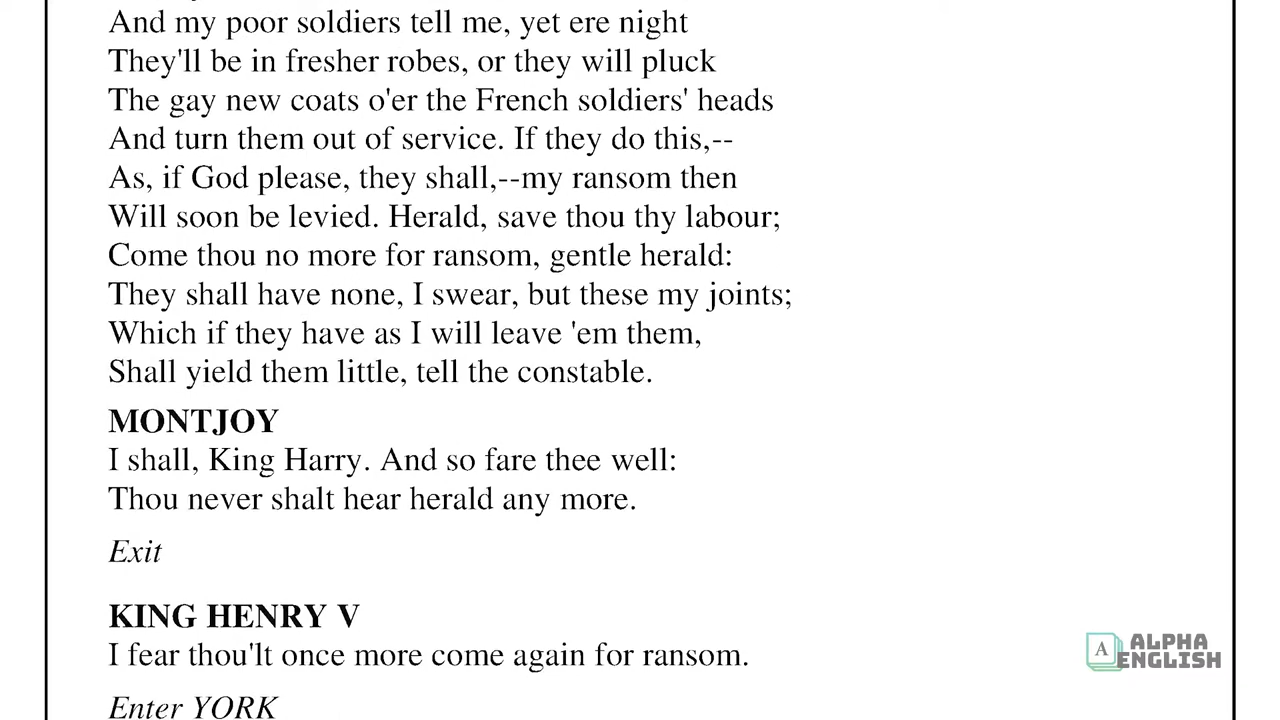 And my poor soldiers tell me, yet ere night
They'll be in fresher robes, or they will pluck
The gay new coats o'er the French soldiers' heads
And turn them out of service. If they do this,--
As, if God please, they shall,--my ransom then
Will soon be levied. Herald, save thou thy labour;
Come thou no more for ransom, gentle herald:
They shall have none, I swear, but these my joints;
Which if they have as I will leave 'em them,
Shall yield them little, tell the constable.
MONTJOY
I shall, King Harry. And so fare thee well:
Thou never shalt hear herald any more.
Exit
KING HENRY V
I fear thou'lt once more come again for ransom.
Enter YORK
A ALPHA
ENGLISH